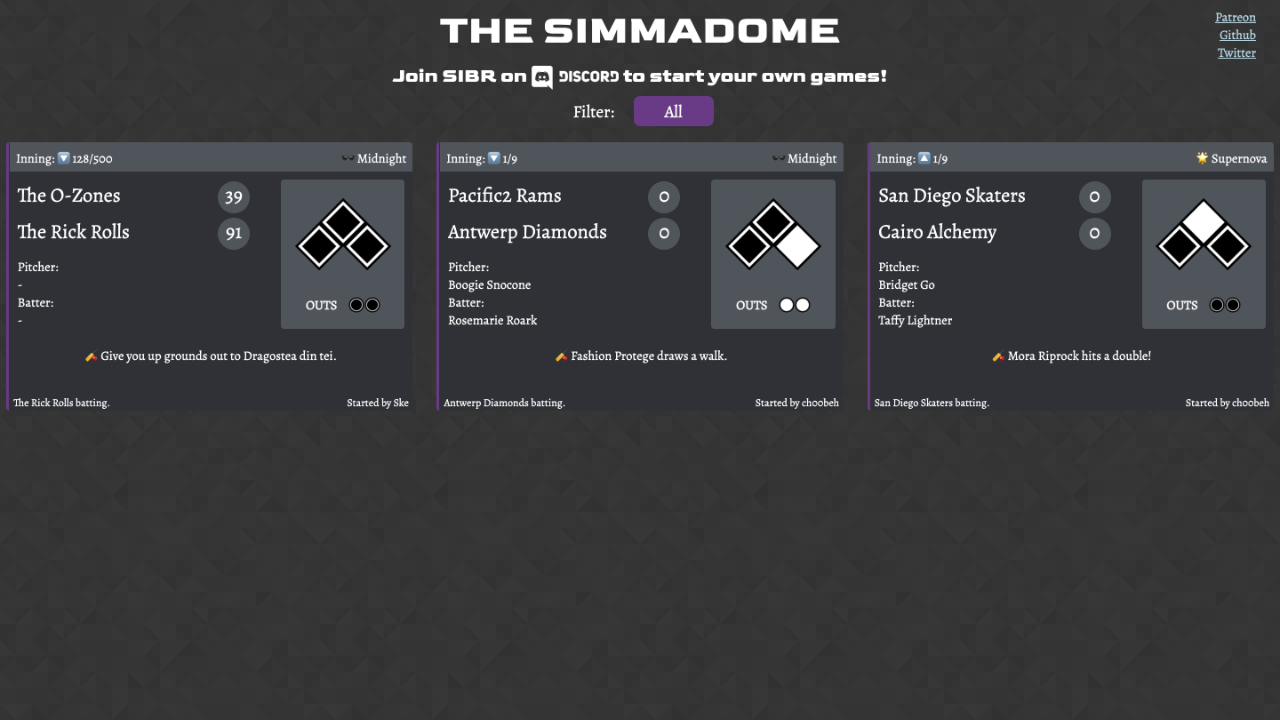 THE SIMMADOME
Patreon
Github
Twitter
Join SIBR on DISCORD to start your own games!
Filter: All
Inning: 128/500 Midnight
The O-Zones 39
The Rick Rolls 91
Pitcher:
-
Batter:
-
OUTS
Give you up grounds out to Dragostea din tei.
The Rick Rolls batting. Started by Ske
Inning: 1/9 Midnight
Pacific2 Rams 0
Antwerp Diamonds 0
Pitcher:
Boogie Snocone
Batter:
Rosemarie Roark
OUTS
Fashion Protege draws a walk.
Antwerp Diamonds batting. Started by choobeh
Inning: 1/9 Supernova
San Diego Skaters 0
Cairo Alchemy 0
Pitcher:
Bridget Go
Batter:
Taffy Lightner
OUTS
Mora Riprock hits a double!
San Diego Skaters batting. Started by choobeh